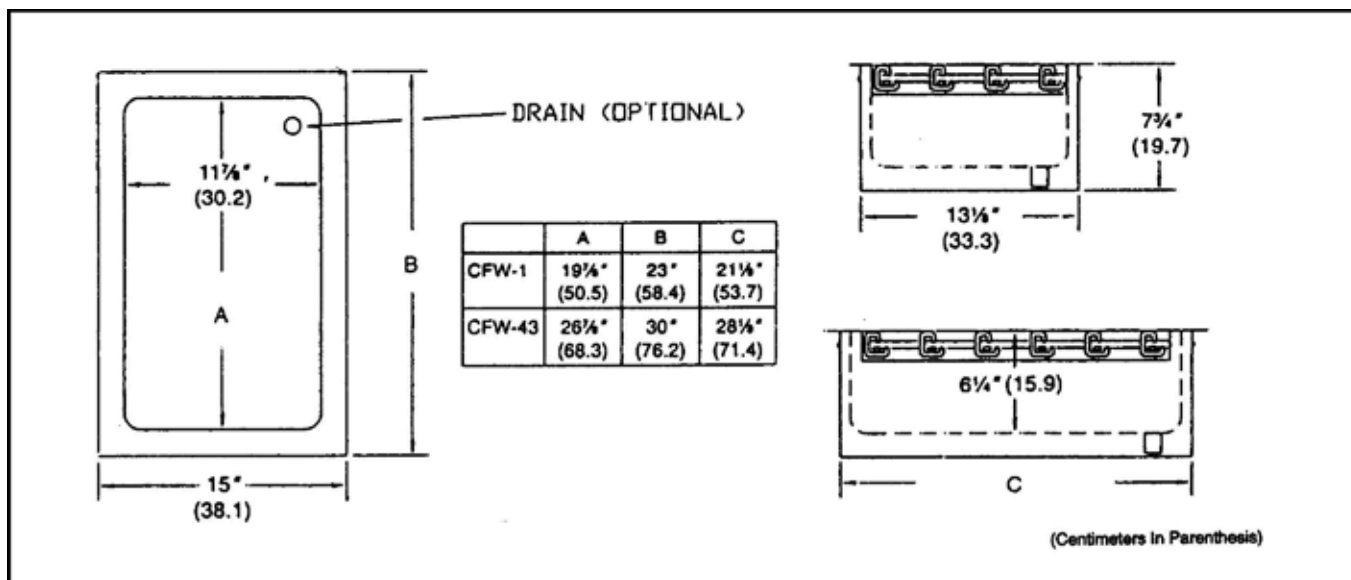 DRAIN (OPTIONAL)
11⅞"
(30.2)
A
B
15"
(38.1)
A B C
CFW-1 19⅞" 23" 21⅛"
(50.5) (58.4) (53.7)
CFW-43 26⅞" 30" 28⅛"
(68.3) (76.2) (71.4)
7¾"
(19.7)
13⅛"
(33.3)
6¼" (15.9)
C
(Centimeters In Parenthesis)